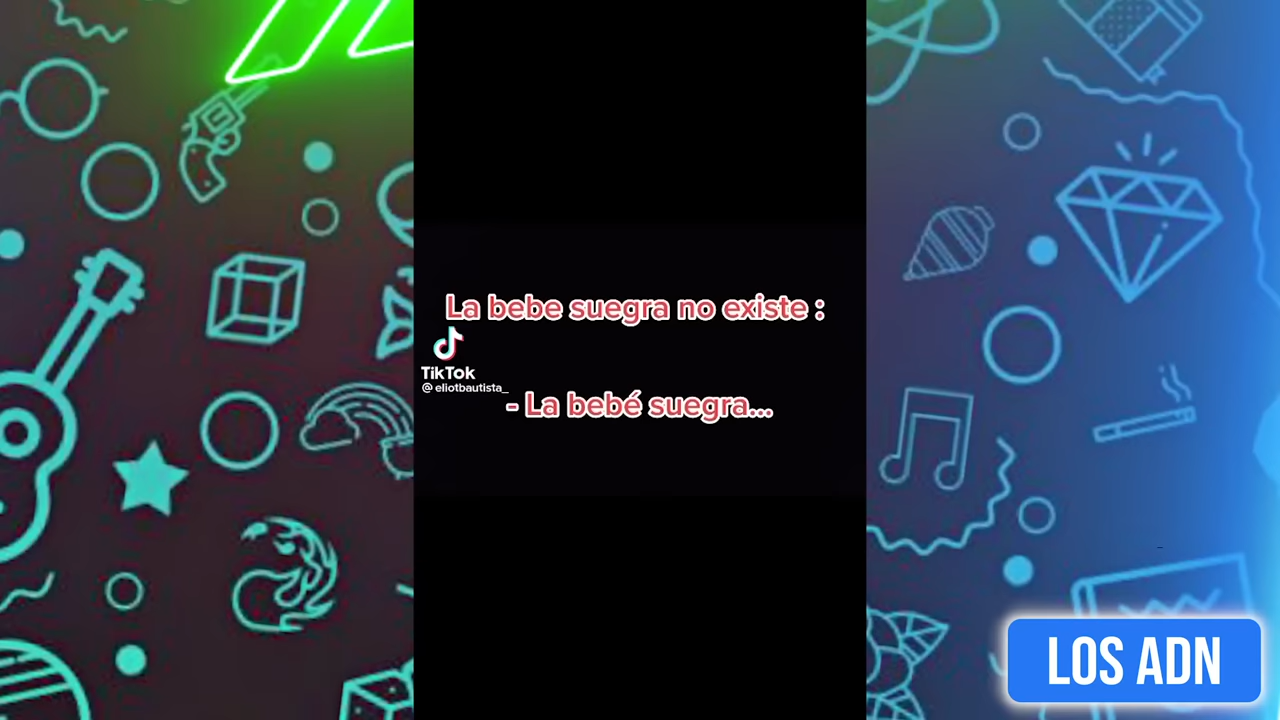 La bebe suegra no existe :
TikTok
@eliotbautista_
- La bebé suegra...
LOS ADN